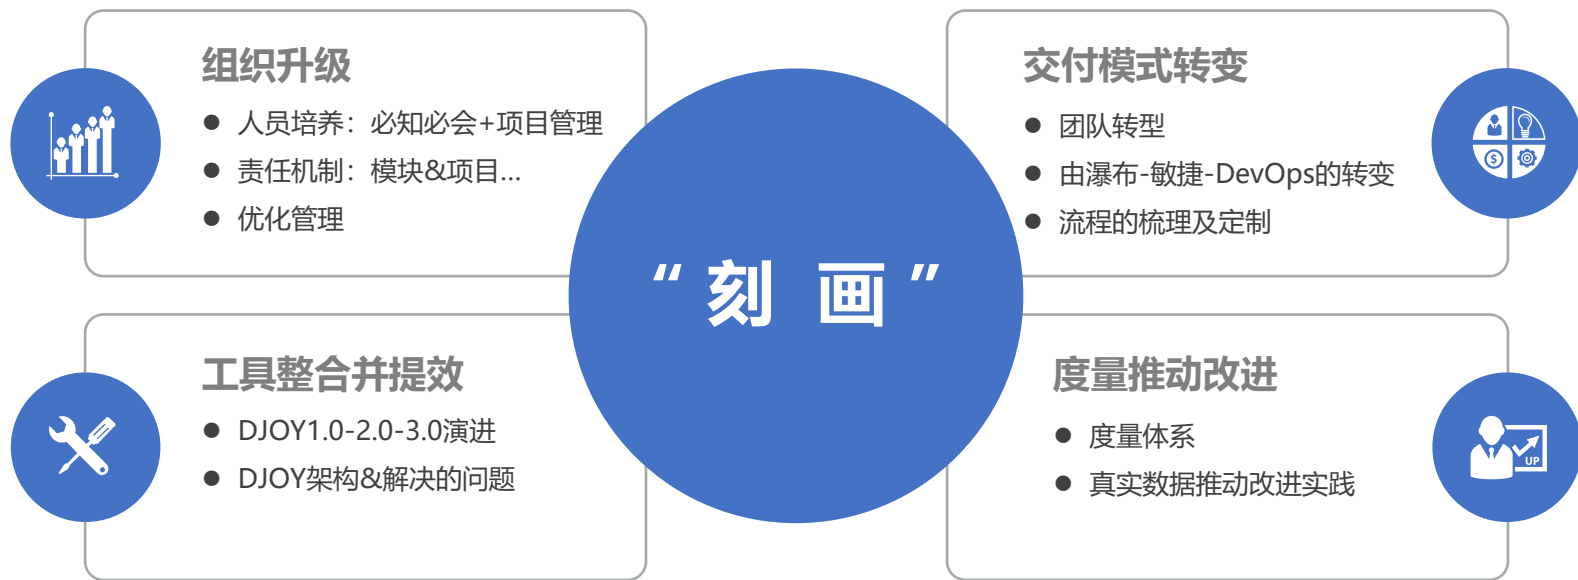 组织升级
● 人员培养：必知必会+项目管理
● 责任机制：模块&项目...
● 优化管理
交付模式转变
● 团队转型
● 由瀑布-敏捷-DevOps的转变
● 流程的梳理及定制
“刻 画”
工具整合并提效
● DJOY1.0-2.0-3.0演进
● DJOY架构&解决的问题
度量推动改进
● 度量体系
● 真实数据推动改进实践
$
UP